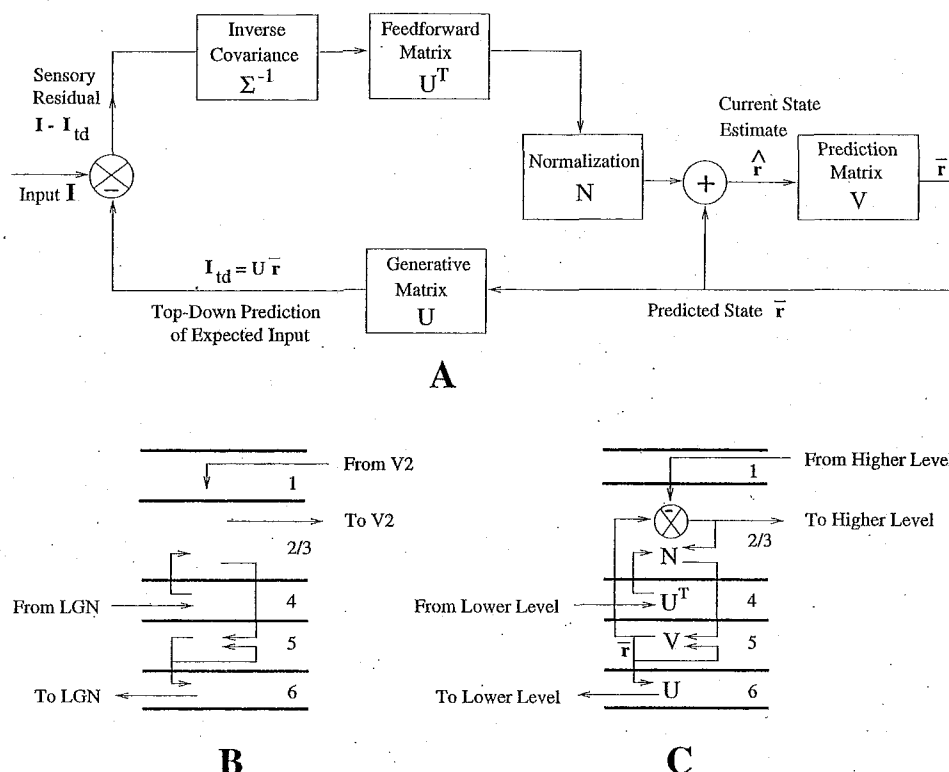 Inverse
Covariance
Σ⁻¹
Feedforward
Matrix
Uᵀ
Sensory
Residual
I - I_td
Input I
−
Normalization
N
+
Current State
Estimate
r̂
Prediction
Matrix
V
r̄
I_td = U r̄
Top-Down Prediction
of Expected Input
Generative
Matrix
U
Predicted State r̄
A
From V2
1
To V2
2/3
From LGN
4
5
To LGN
6
B
From Higher Leve
1
−
To Higher Level
2/3
N
From Lower Level
Uᵀ
4
r̄
V
5
To Lower Level
U
6
C